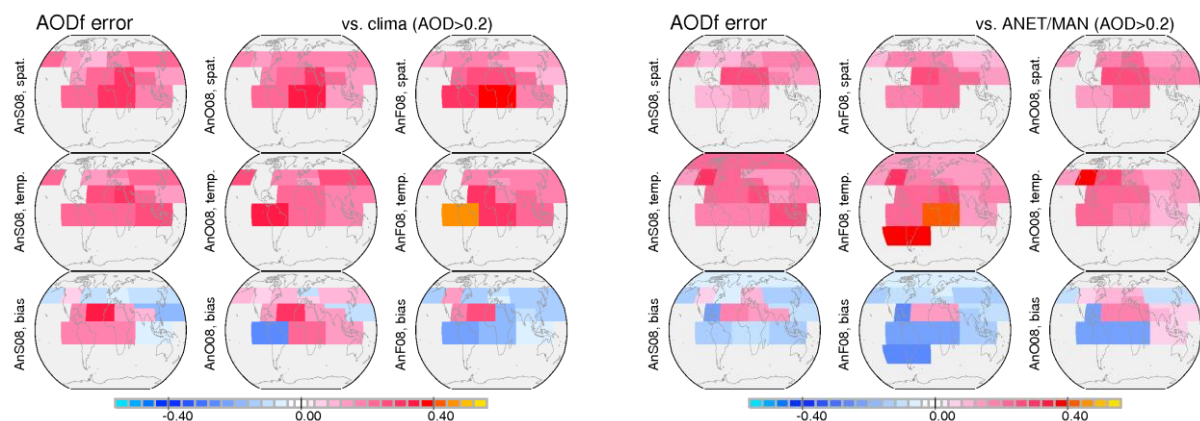 AODf error vs. clima (AOD>0.2)
AnS08, spat.
AnO08, spat.
AnF08, spat.
AnS08, temp.
AnO08, temp.
AnF08, temp.
AnS08, bias
AnO08, bias
AnF08, bias
-0.40 0.00 0.40
AODf error vs. ANET/MAN (AOD>0.2)
AnS08, spat.
AnF08, spat.
AnO08, spat.
AnS08, temp.
AnF08, temp.
AnO08, temp.
AnS08, bias
AnF08, bias
AnO08, bias
-0.40 0.00 0.40